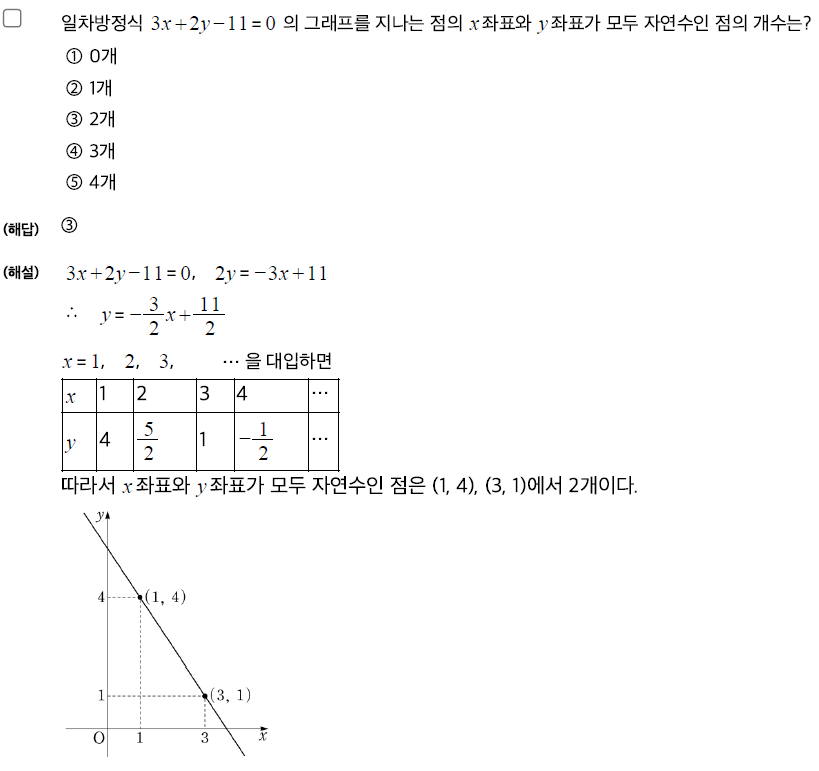 일차방정식 3x+2y-11=0 의 그래프를 지나는 점의 x좌표와 y좌표가 모두 자연수인 점의 개수는?
① 0개
② 1개
③ 2개
④ 3개
⑤ 4개
(해답) ③
(해설) 3x+2y-11=0, 2y=-3x+11
∴ y=-3/2x+11/2
x=1, 2, 3, ⋯ 을 대입하면
x 1 2 3 4 ⋯
y 4 5/2 1 -1/2 ⋯
따라서 x좌표와 y좌표가 모두 자연수인 점은 (1, 4), (3, 1)에서 2개이다.
y
4 (1, 4)
1 (3, 1)
O 1 3 x